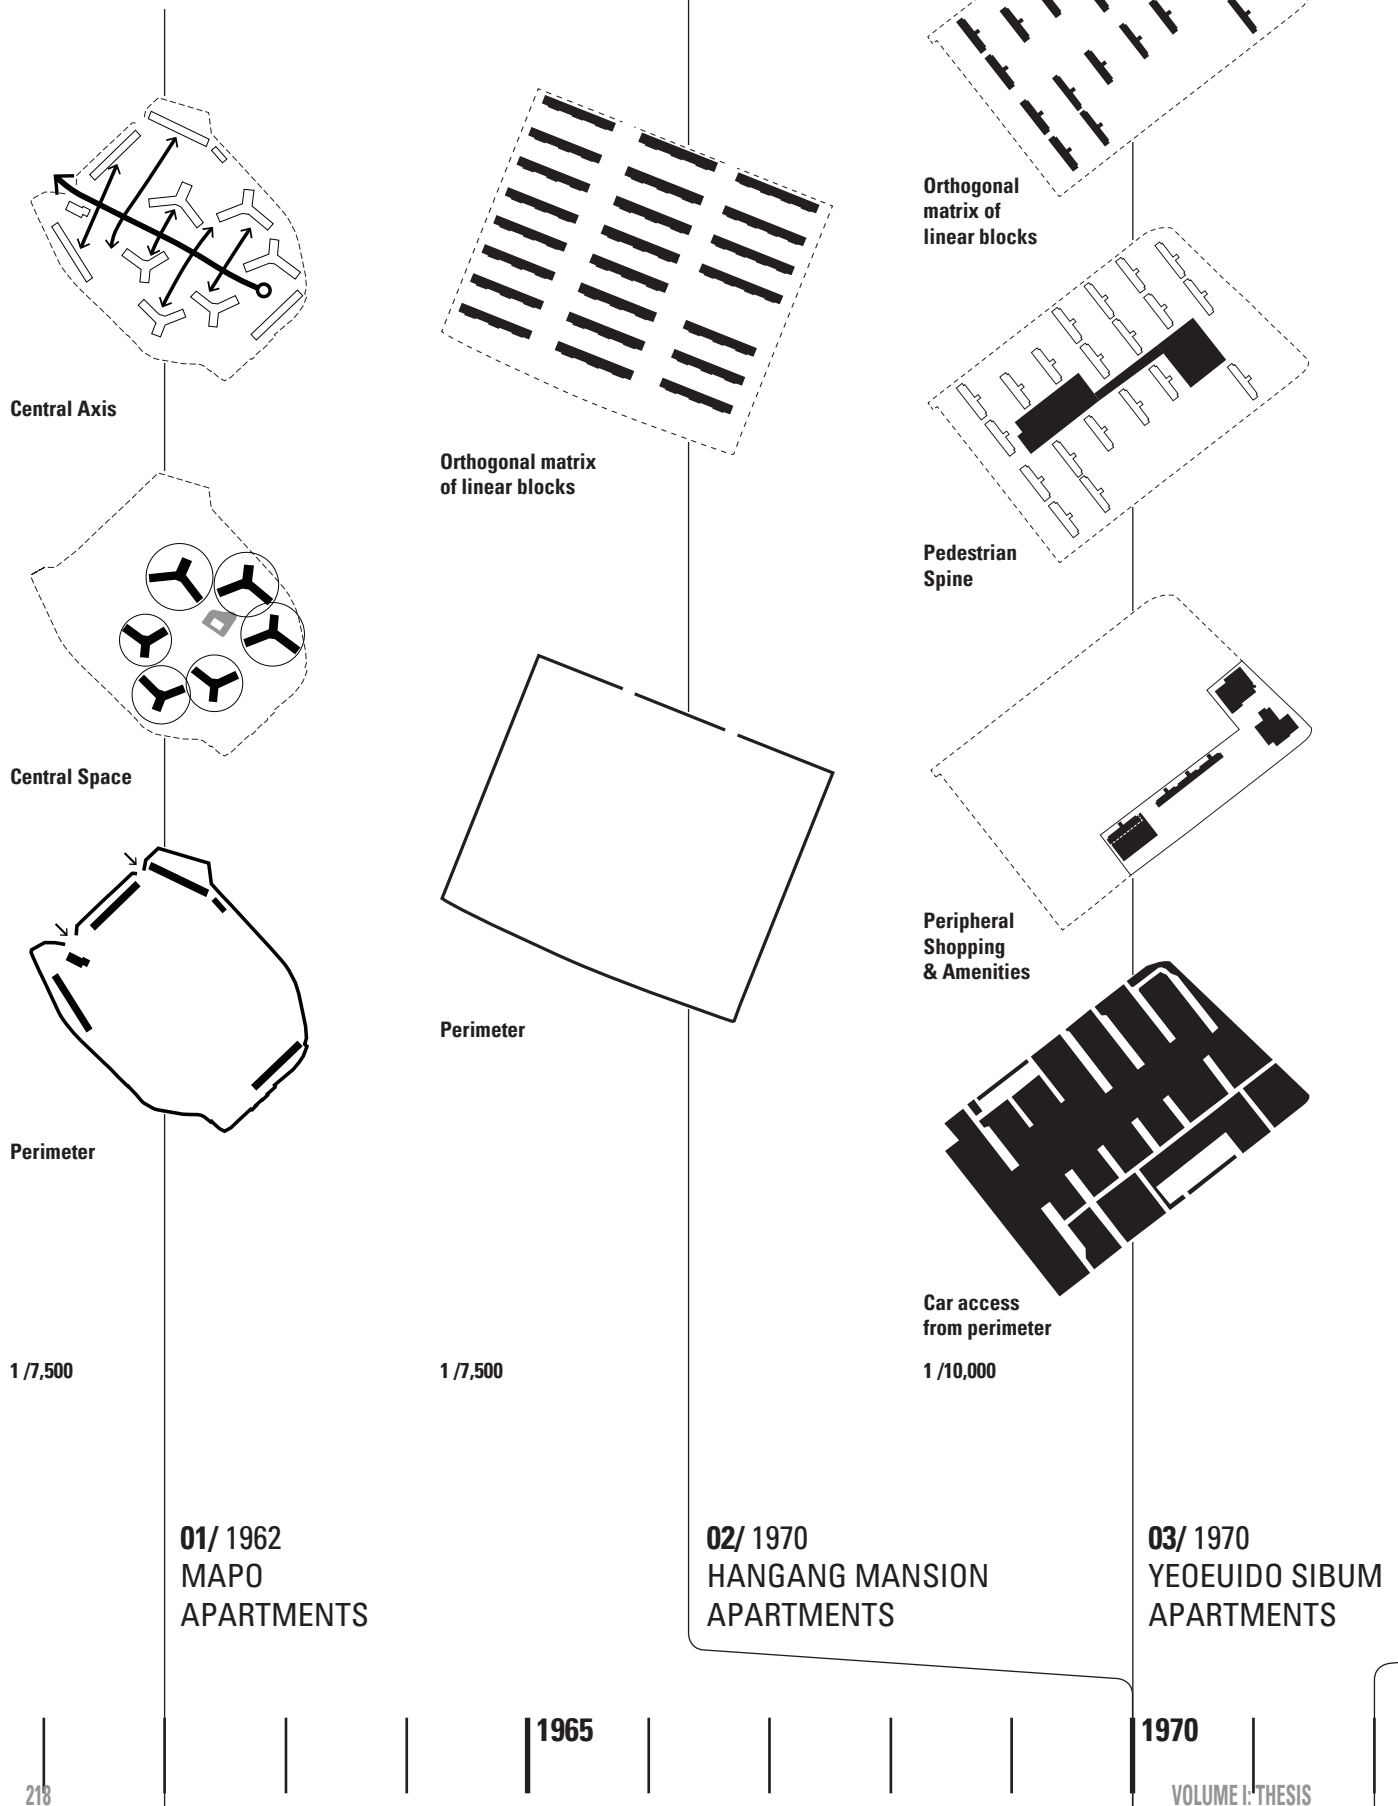 Central Axis
Central Space
Perimeter
1 /7,500
Orthogonal matrix
of linear blocks
Perimeter
1 /7,500
Orthogonal
matrix of
linear blocks
Pedestrian
Spine
Peripheral
Shopping
& Amenities
Car access
from perimeter
1 /10,000
01/ 1962
MAPO
APARTMENTS
02/ 1970
HANGANG MANSION
APARTMENTS
03/ 1970
YEOEUIDO SIBUM
APARTMENTS
1965
1970
218
VOLUME I: THESIS